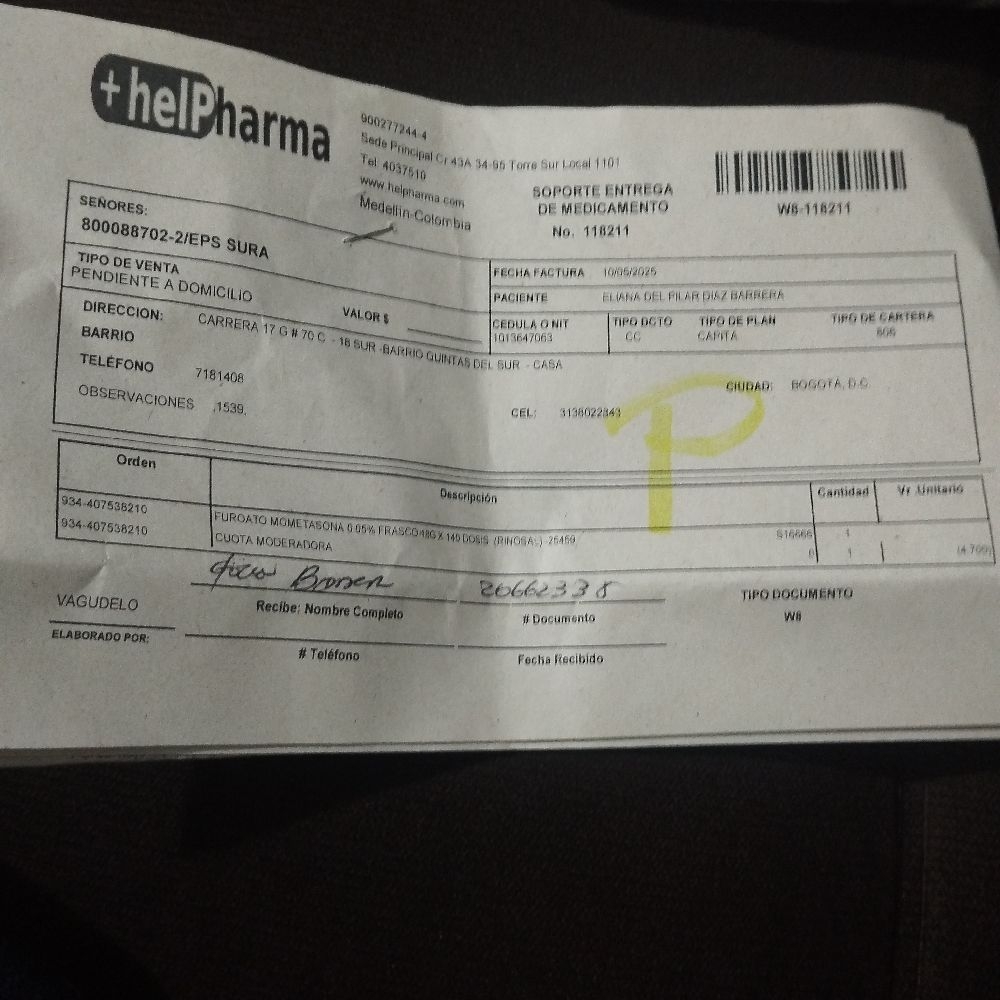 +helPharma
900277244-4
Sede Principal Cr 43A 34-95 Torre Sur Local 1101
Tel. 4037510
www.helpharma.com
Medellin-Colombia
SOPORTE ENTREGA
DE MEDICAMENTO
No. 118211
W8-118211
SEÑORES:
800088702-2/EPS SURA
TIPO DE VENTA
PENDIENTE A DOMICILIO
VALOR $
FECHA FACTURA 10/05/2025
PACIENTE ELIANA DEL PILAR DIAZ BARRERA
CEDULA O NIT TIPO DCTO TIPO DE PLAN TIPO DE CARTERA
1013647063 CC CAPITA
DIRECCION: CARRERA 17 G # 70 C - 18 SUR -BARRIO QUINTAS DEL SUR - CASA
BARRIO
TELÉFONO 7181408
CIUDAD: BOGOTA, D.C.
OBSERVACIONES ,1539,
CEL: 3138022843
P
Orden Descripción Cantidad Vr. Unitario
934-407538210 FUROATO MOMETASONA 0.05% FRASCO/18G X 140 DOSIS (RINOSAL) -25459 1
934-407538210 CUOTA MODERADORA 0 1 (4.700)
20662338
VAGUDELO
Recibe: Nombre Completo
# Documento
TIPO DOCUMENTO
W8
ELABORADO POR:
# Teléfono
Fecha Recibido